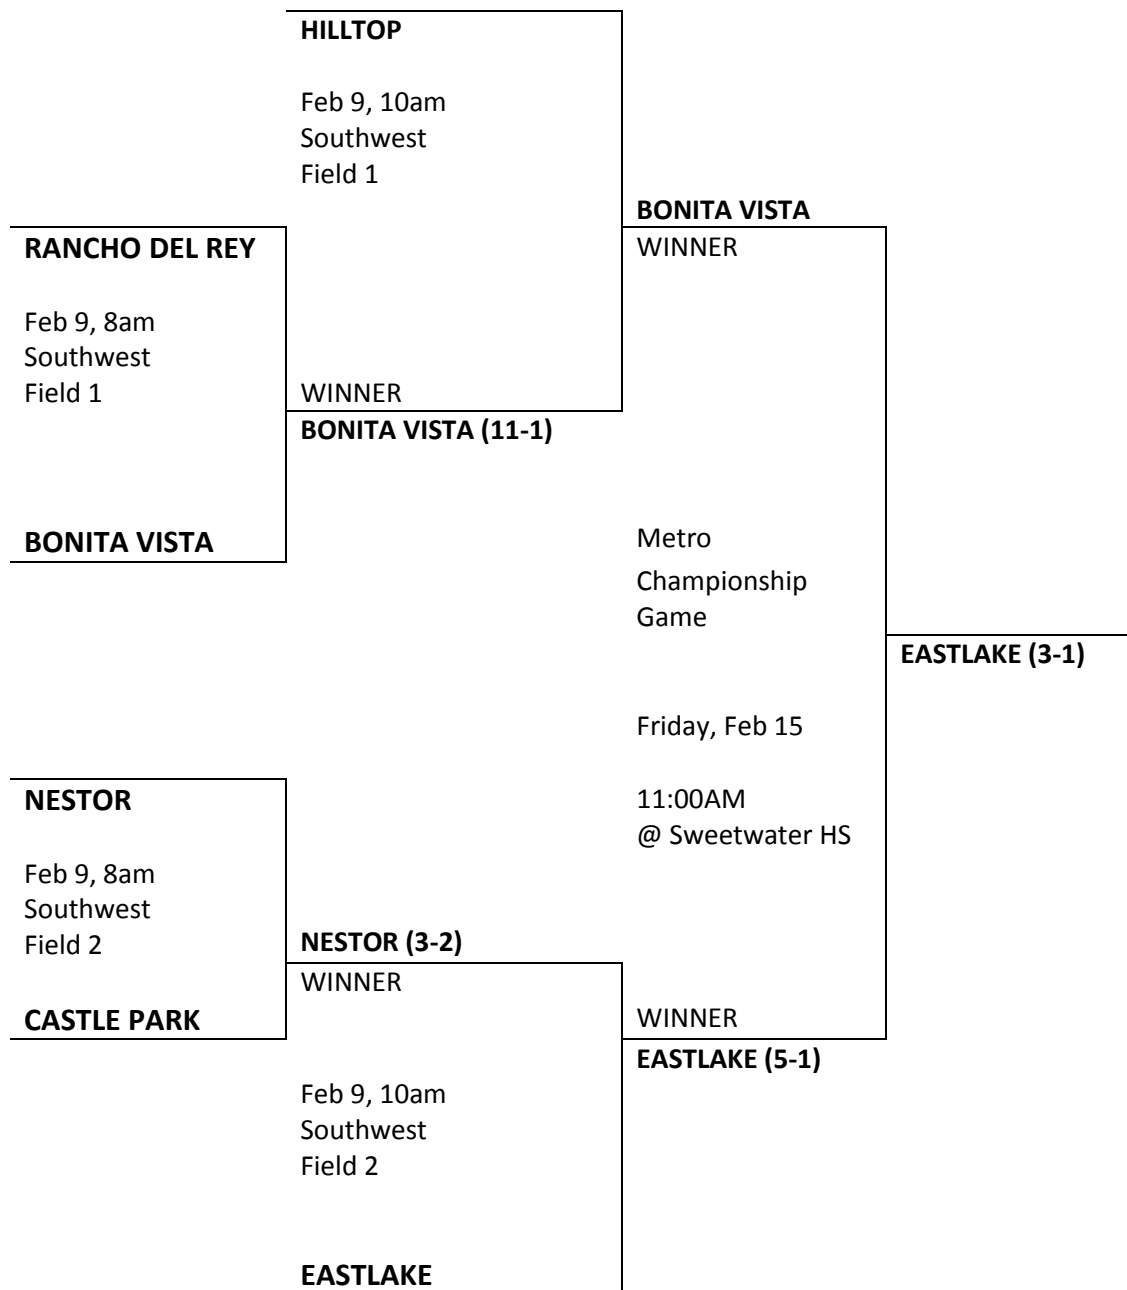 HILLTOP
Feb 9, 10am
Southwest
Field 1
BONITA VISTA
WINNER
RANCHO DEL REY
Feb 9, 8am
Southwest
Field 1
WINNER
BONITA VISTA (11-1)
BONITA VISTA
Metro
Championship
Game
EASTLAKE (3-1)
Friday, Feb 15
11:00AM
@ Sweetwater HS
NESTOR
Feb 9, 8am
Southwest
Field 2
NESTOR (3-2)
WINNER
CASTLE PARK
WINNER
EASTLAKE (5-1)
Feb 9, 10am
Southwest
Field 2
EASTLAKE